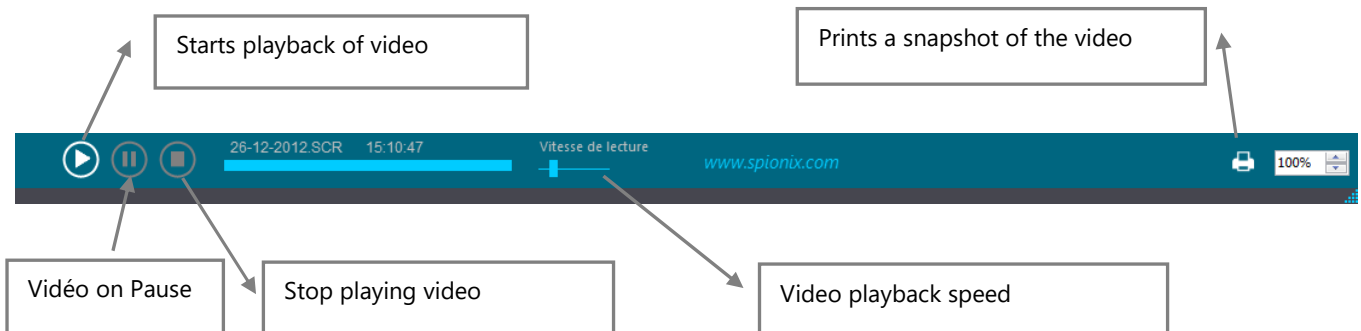 Starts playback of video
Prints a snapshot of the video
26-12-2012.SCR 15:10:47
Vitesse de lecture
www.spionix.com
100%
Vidéo on Pause
Stop playing video
Video playback speed